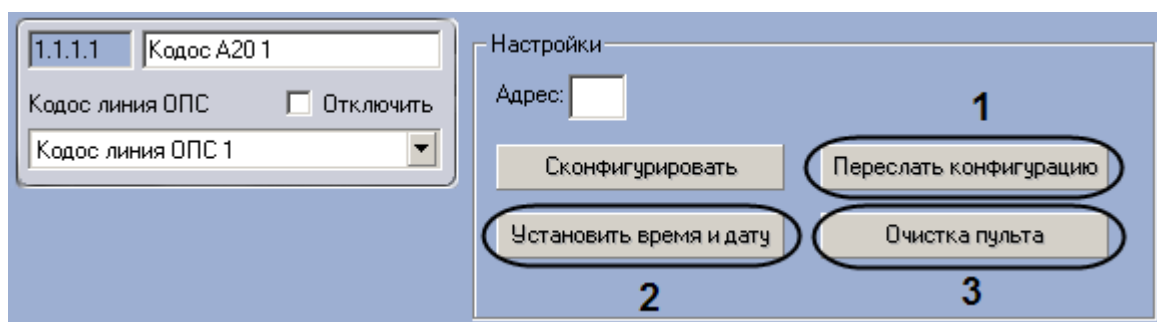 1.1.1.1 Кодос А20 1
Кодос линия ОПС Отключить
Кодос линия ОПС 1
Настройки
Адрес:
1
Сконфигурировать Переслать конфигурацию
Установить время и дату Очистка пульта
2 3